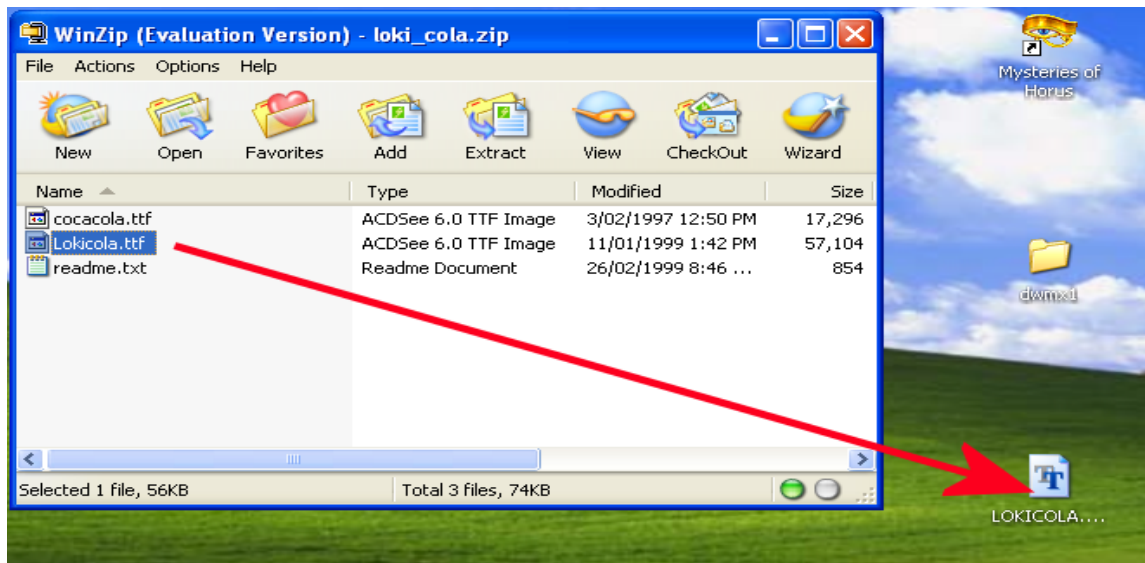 WinZip (Evaluation Version) - loki_cola.zip
File Actions Options Help
New Open Favorites Add Extract View CheckOut Wizard
Name Type Modified Size
cocacola.ttf ACDSee 6.0 TTF Image 3/02/1997 12:50 PM 17,296
Lokicola.ttf ACDSee 6.0 TTF Image 11/01/1999 1:42 PM 57,104
readme.txt Readme Document 26/02/1999 8:46 ... 854
Selected 1 file, 56KB Total 3 files, 74KB
Mysteries of
Horus
dwmx1
LOKICOLA....